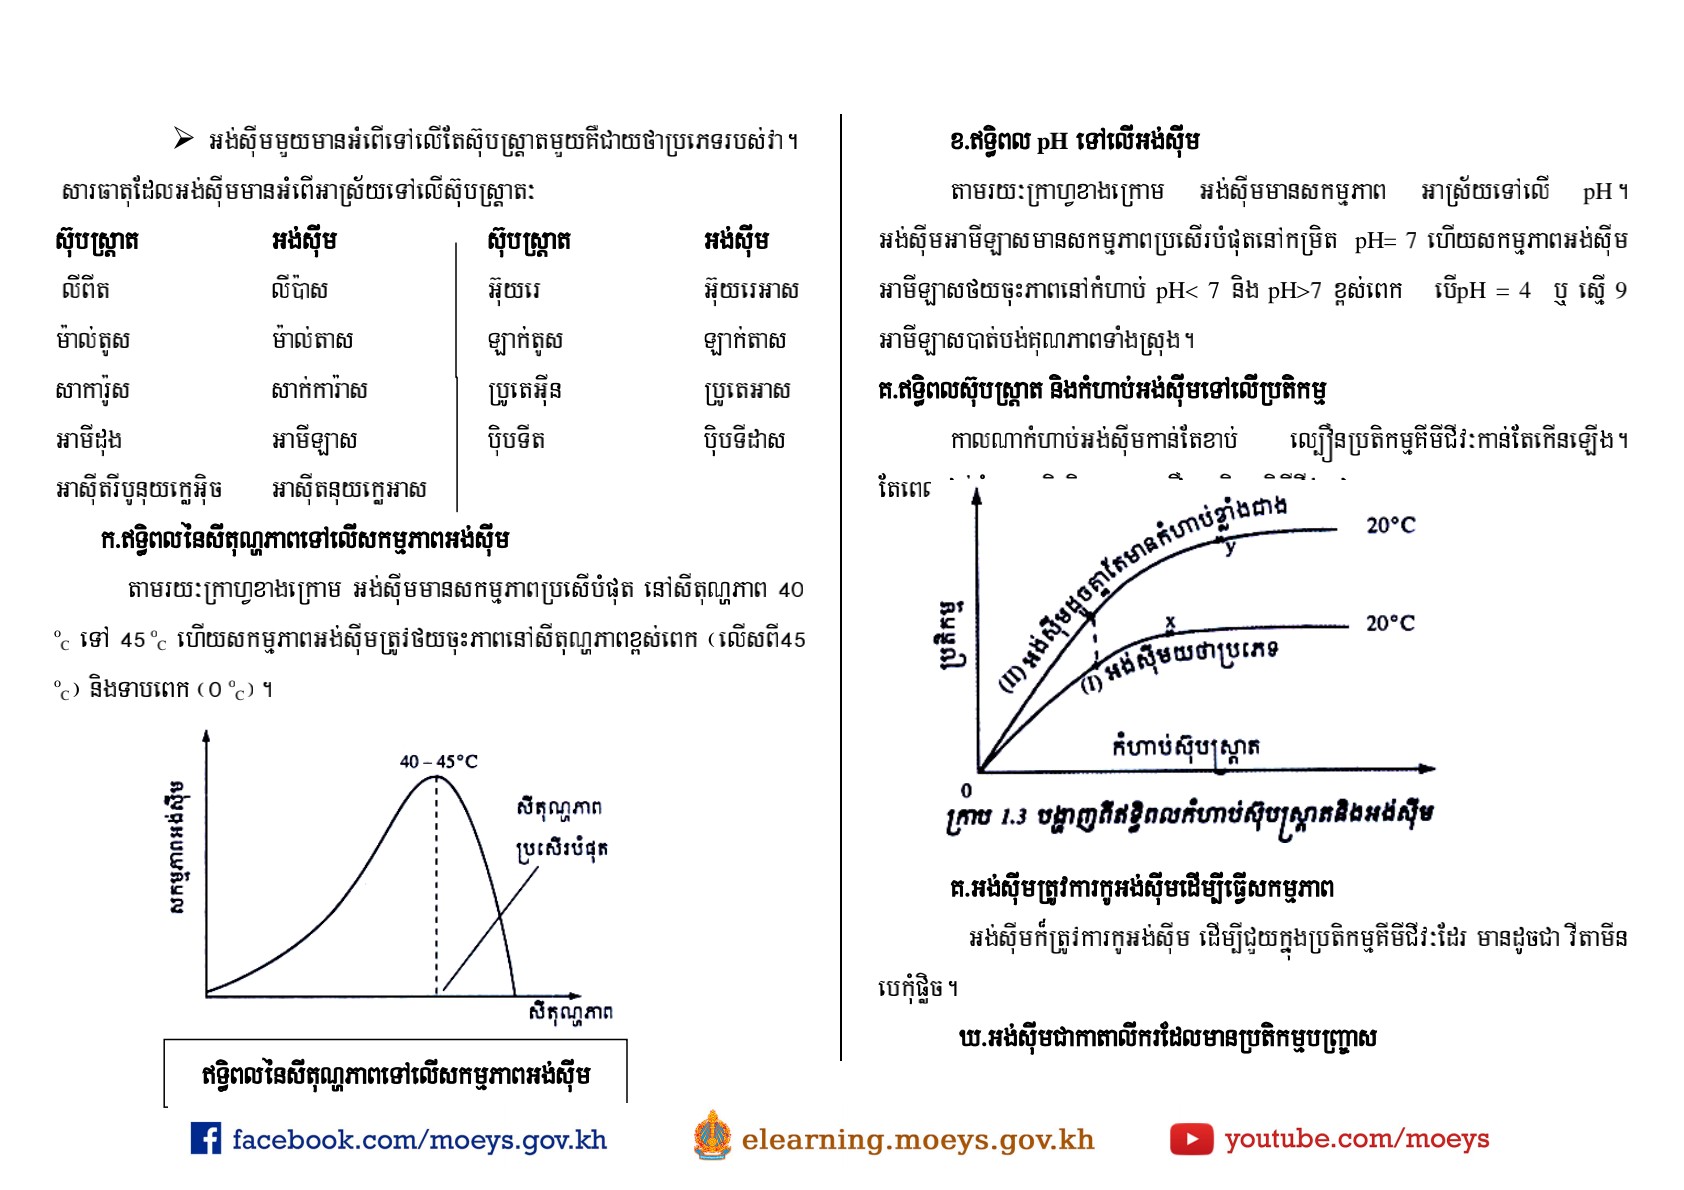 ➢ អង់ស៊ីមមួយមានអំពើទៅលើតែស៊ុបស្ត្រាតមួយគឺជាយថាប្រភេទរបស់វា។
សារធាតុដែលអង់ស៊ីមមានអំពើអាស្រ័យទៅលើស៊ុបស្ត្រាតៈ
ស៊ុបស្ត្រាត អង់ស៊ីម ស៊ុបស្ត្រាត អង់ស៊ីម
លីពីត លីប៉ាស អ៊ុយរេ អ៊ុយរេអាស
ម៉ាល់តូស ម៉ាល់តាស ឡាក់តូស ឡាក់តាស
សាការ៉ូស សាក់ការ៉ាស ប្រូតេអ៊ីន ប្រូតេអាស
អាមីដុង អាមីឡាស ប៉ិបទីត ប៉ិបទីដាស
អាស៊ីតរីបូនុយក្លេអ៊ិច អាស៊ីតនុយក្លេអាស
ក.ឥទ្ធិពលនៃសីតុណ្ហភាពទៅលើសកម្មភាពអង់ស៊ីម
តាមរយៈក្រាហ្វខាងក្រោម អង់ស៊ីមមានសកម្មភាពប្រសើបំផុត នៅសីតុណ្ហភាព 40
ºC ទៅ 45 ºC ហើយសកម្មភាពអង់ស៊ីមត្រូវថយចុះភាពនៅសីតុណ្ហភាពខ្ពស់ពេក (លើសពី45
ºC) និងទាបពេក (0 ºC) ។
40 – 45°C
សីតុណ្ហភាព
ប្រសើរបំផុត
សកម្មភាពអង់ស៊ីម
សីតុណ្ហភាព
ឥទ្ធិពលនៃសីតុណ្ហភាពទៅលើសកម្មភាពអង់ស៊ីម
ខ.ឥទ្ធិពល pH ទៅលើអង់ស៊ីម
តាមរយៈក្រាហ្វខាងក្រោម អង់ស៊ីមមានសកម្មភាព អាស្រ័យទៅលើ pH។
អង់ស៊ីមអាមីឡាសមានសកម្មភាពប្រសើរបំផុតនៅកម្រិត pH= 7 ហើយសកម្មភាពអង់ស៊ីម
អាមីឡាសថយចុះភាពនៅកំហាប់ pH< 7 និង pH>7 ខ្ពស់ពេក បើpH = 4 ឬ ស្មើ 9
អាមីឡាសបាត់បង់គុណភាពទាំងស្រុង។
គ.ឥទ្ធិពលស៊ុបស្ត្រាត និងកំហាប់អង់ស៊ីមទៅលើប្រតិកម្ម
កាលណាកំហាប់អង់ស៊ីមកាន់តែខាប់ ល្បឿនប្រតិកម្មគីមីជីវៈកាន់តែកើនឡើង។
តែពេល
20°C
(II) អង់ស៊ីមដូចគ្នាតែមានកំហាប់ខ្លាំងជាង
y
x
20°C
(I) អង់ស៊ីមយថាប្រភេទ
ប្រតិកម្ម
កំហាប់ស៊ុបស្ត្រាត
0
ក្រាប 1.3 បង្ហាញពីឥទ្ធិពលកំហាប់ស៊ុបស្ត្រាតនិងអង់ស៊ីម
គ.អង់ស៊ីមត្រូវការកូអង់ស៊ីមដើម្បីធ្វើសកម្មភាព
អង់ស៊ីមក៏ត្រូវការកូអង់ស៊ីម ដើម្បីជួយក្នុងប្រតិកម្មគីមីជីវៈដែរ មានដូចជា វីតាមីន
បេកុំផ្លិច។
ឃ.អង់ស៊ីមជាកាតាលីករដែលមានប្រតិកម្មបញ្ច្រាស
facebook.com/moeys.gov.kh
elearning.moeys.gov.kh
youtube.com/moeys